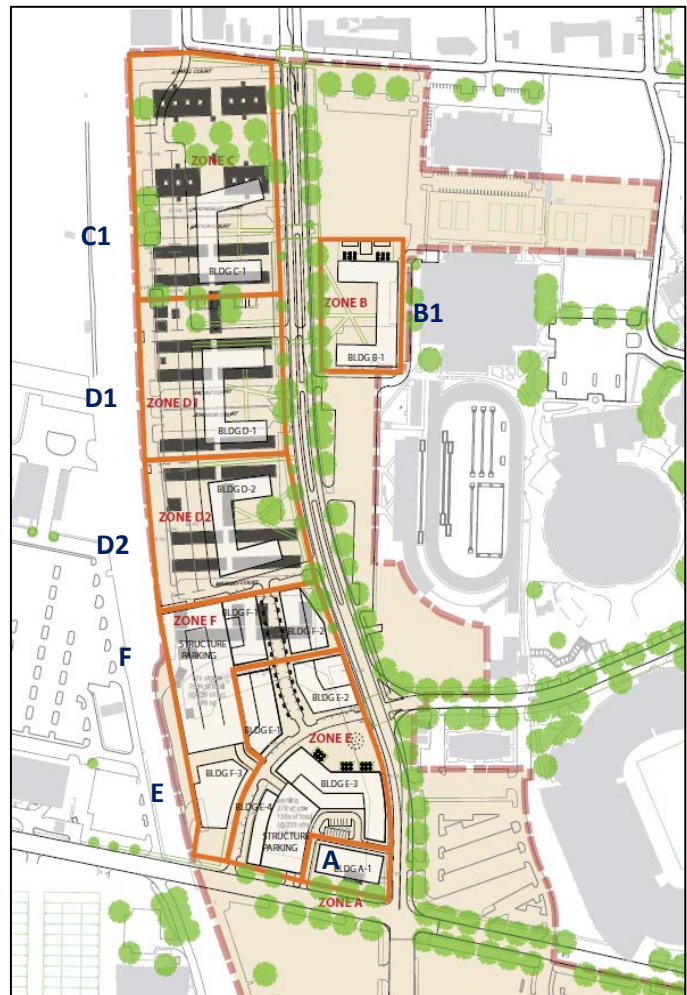 ZONE C
C1
BLDG C-1
ZONE B
B1
BLDG B-1
D1
ZONE D1
BLDG D-1
BLDG D-2
ZONE D2
D2
BLDG F-1
ZONE F
BLDG F-2
STRUCTURE
PARKING
F
BLDG E-2
BLDG E-1
ZONE E
BLDG F-3
BLDG E-3
E
BLDG E-4
STRUCTURE
PARKING
A
BLDG A-1
ZONE A